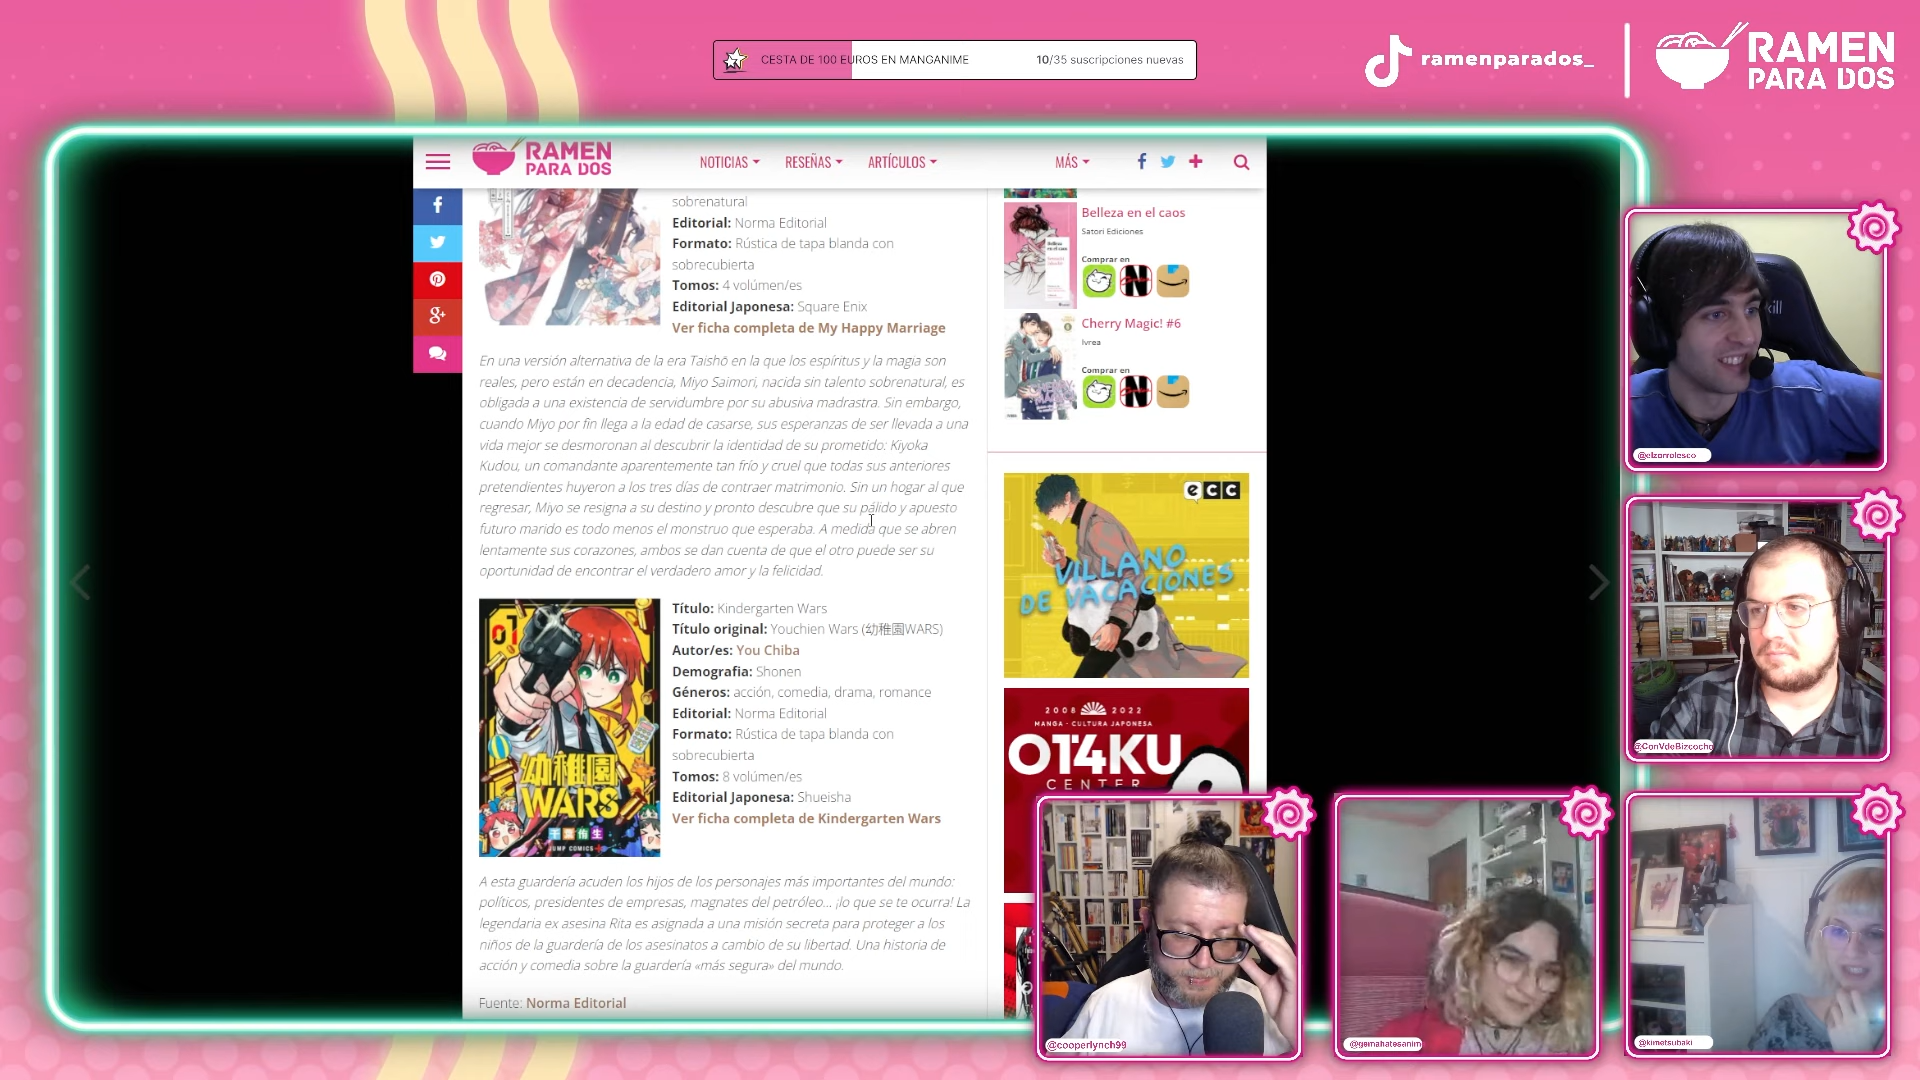 CESTA DE 100 EUROS EN MANGANIME
10/35 suscripciones nuevas
ramenparados_
RAMEN
PARA DOS
RAMEN
PARA DOS
NOTICIAS
RESEÑAS
ARTÍCULOS
MÁS
sobrenatural
Editorial: Norma Editorial
Formato: Rústica de tapa blanda con
sobrecubierta
Tomos: 4 volúmen/es
Editorial Japonesa: Square Enix
Ver ficha completa de My Happy Marriage
En una versión alternativa de la era Taishō en la que los espíritus y la magia son
reales, pero están en decadencia, Miyo Saimori, nacida sin talento sobrenatural, es
obligada a una existencia de servidumbre por su abusiva madrastra. Sin embargo,
cuando Miyo por fin llega a la edad de casarse, sus esperanzas de ser llevada a una
vida mejor se desmoronan al descubrir la identidad de su prometido: Kiyoka
Kudou, un comandante aparentemente tan frío y cruel que todas sus anteriores
pretendientes huyeron a los tres días de contraer matrimonio. Sin un hogar al que
regresar, Miyo se resigna a su destino y pronto descubre que su pálido y apuesto
futuro marido es todo menos el monstruo que esperaba. A medida que se abren
lentamente sus corazones, ambos se dan cuenta de que el otro puede ser su
oportunidad de encontrar el verdadero amor y la felicidad.
01
幼稚園
WARS
千葉侑生
JUMP COMICS+
Título: Kindergarten Wars
Título original: Youchien Wars (幼稚園WARS)
Autor/es: You Chiba
Demografia: Shonen
Géneros: acción, comedia, drama, romance
Editorial: Norma Editorial
Formato: Rústica de tapa blanda con
sobrecubierta
Tomos: 8 volúmen/es
Editorial Japonesa: Shueisha
Ver ficha completa de Kindergarten Wars
A esta guardería acuden los hijos de los personajes más importantes del mundo:
políticos, presidentes de empresas, magnates del petróleo... ¡lo que se te ocurra! La
legendaria ex asesina Rita es asignada a una misión secreta para proteger a los
niños de la guardería de los asesinatos a cambio de su libertad. Una historia de
acción y comedia sobre la guardería «más segura» del mundo.
Fuente: Norma Editorial
Belleza en el caos
Satori Ediciones
Comprar en
Cherry Magic! #6
Ivrea
Comprar en
ecc
VILLANO
DE VACACIONES
2008 2022
MANGA - CULTURA JAPONESA
OT4KU
CENTER
@elzorrolesco
@ConVdeBizcocho
@cooperlynch99
@gemahatesanim
@kimetsubaki